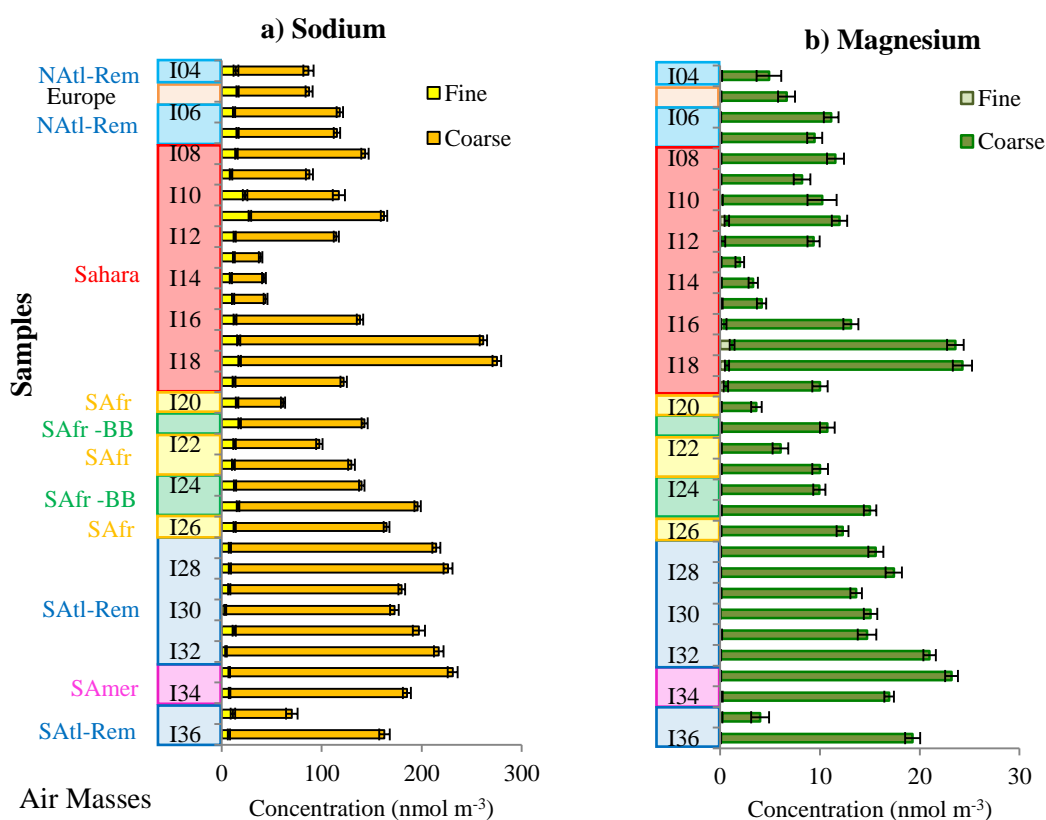 a) Sodium
b) Magnesium
Samples
NAtl-Rem
Europe
NAtl-Rem
Sahara
SAfr
SAfr -BB
SAfr
SAfr -BB
SAfr
SAtl-Rem
SAmer
SAtl-Rem
Air Masses
I04
I06
I08
I10
I12
I14
I16
I18
I20
I22
I24
I26
I28
I30
I32
I34
I36
Fine
Coarse
0 100 200 300
Concentration (nmol m-3)
I04
I06
I08
I10
I12
I14
I16
I18
I20
I22
I24
I26
I28
I30
I32
I34
I36
Fine
Coarse
0 10 20 30
Concentration (nmol m-3)